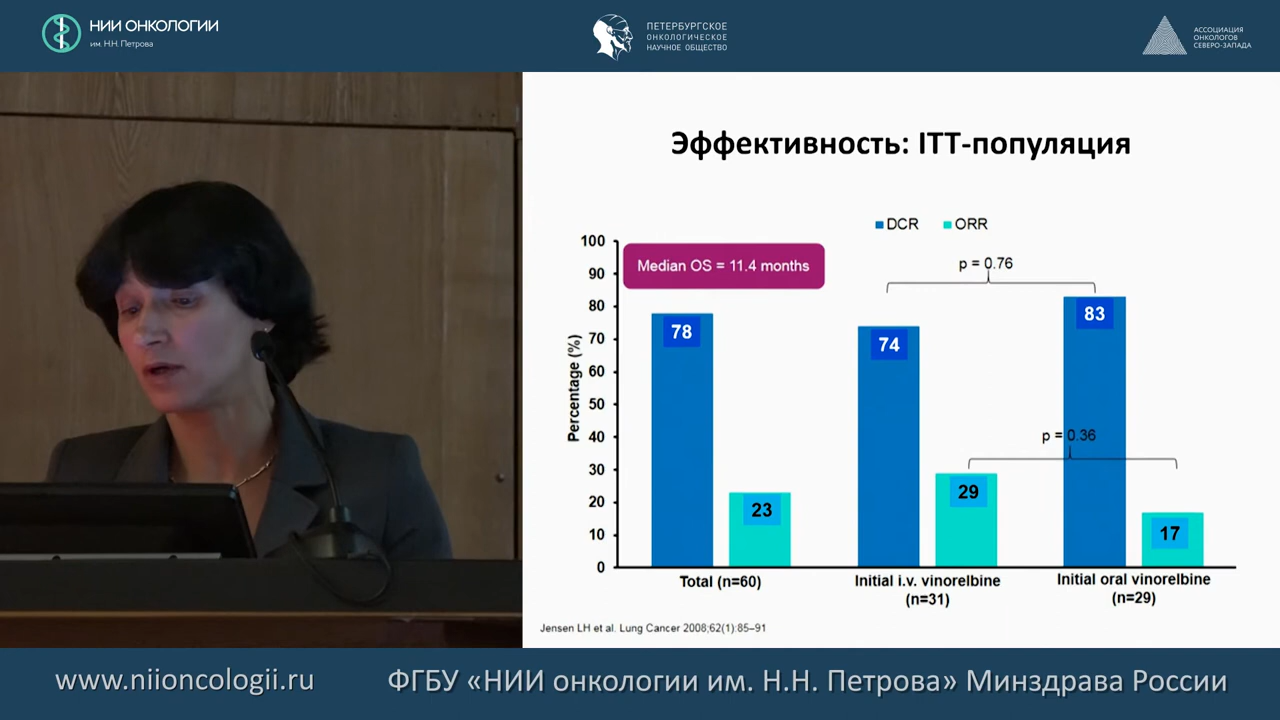 НИИ ОНКОЛОГИИ
им. Н.Н. Петрова
ПЕТЕРБУРГСКОЕ
ОНКОЛОГИЧЕСКОЕ
НАУЧНОЕ ОБЩЕСТВО
АССОЦИАЦИЯ
ОНКОЛОГОВ
СЕВЕРО-ЗАПАДА
Эффективность: ITT-популяция
DCR ORR
Median OS = 11.4 months
p = 0.76
p = 0.36
Percentage (%)
100
90
80
70
60
50
40
30
20
10
0
78
23
74
29
83
17
Total (n=60)
Initial i.v. vinorelbine
(n=31)
Initial oral vinorelbine
(n=29)
Jensen LH et al. Lung Cancer 2008;62(1):85–91
www.niioncologii.ru
ФГБУ «НИИ онкологии им. Н.Н. Петрова» Минздрава России